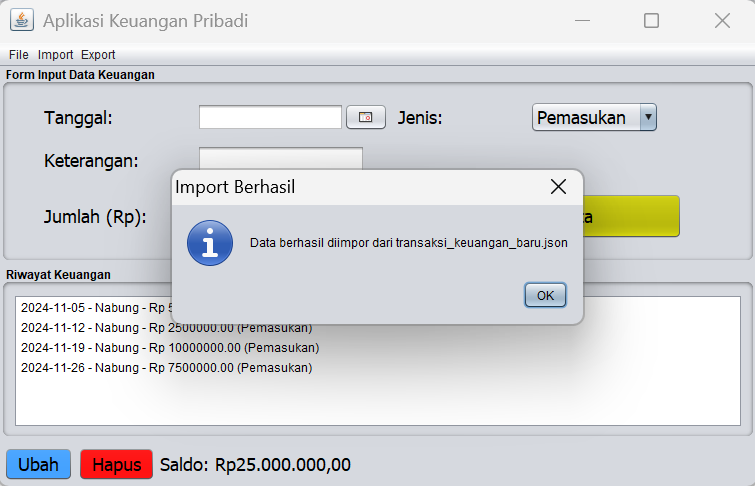 Aplikasi Keuangan Pribadi
File Import Export
Form Input Data Keuangan
Tanggal:
Jenis:
Pemasukan
Keterangan:
Jumlah (Rp):
Import Berhasil
Data berhasil diimpor dari transaksi_keuangan_baru.json
OK
Riwayat Keuangan
2024-11-05 - Nabung - Rp 5
2024-11-12 - Nabung - Rp 2500000.00 (Pemasukan)
2024-11-19 - Nabung - Rp 10000000.00 (Pemasukan)
2024-11-26 - Nabung - Rp 7500000.00 (Pemasukan)
Ubah Hapus Saldo: Rp25.000.000,00